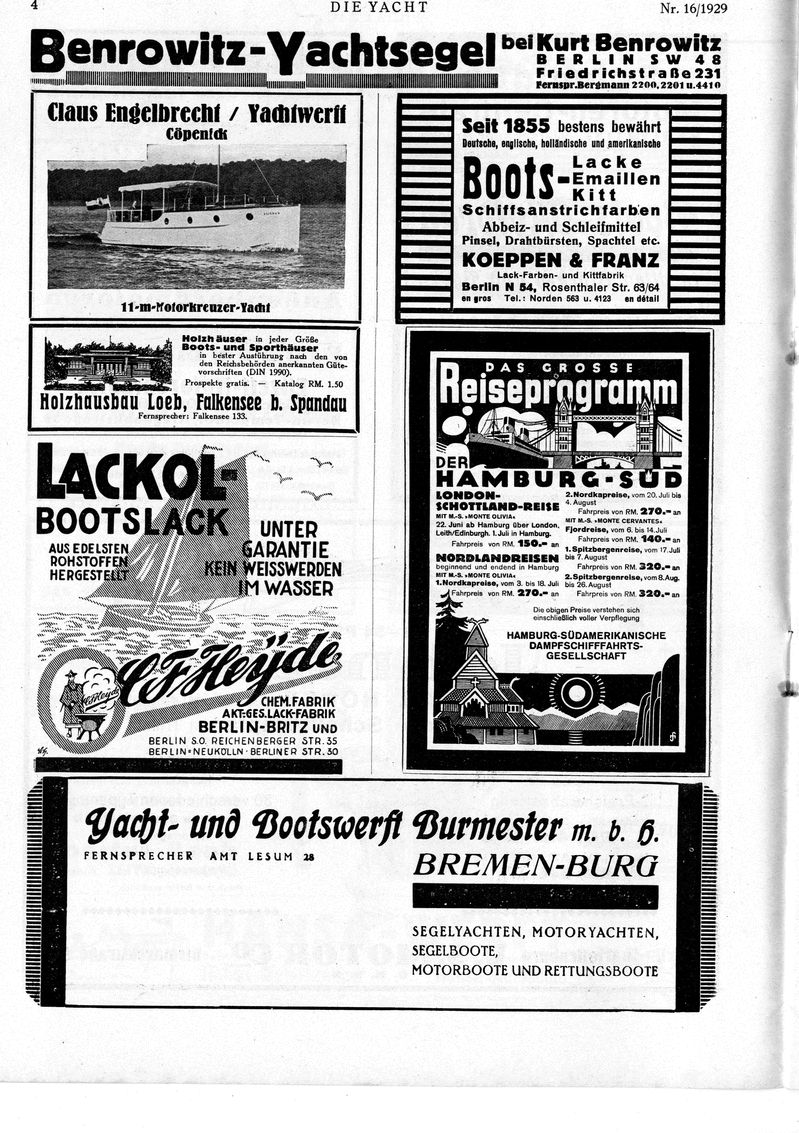 4
DIE YACHT
Nr. 16/1929
Benrowitz-Yachtsegel bei Kurt Benrowitz
BERLIN SW 48
Friedrichstraße 231
Fernspr. Bergmann 2200, 2201 u. 4410
Claus Engelbrecht / Yachtwerft
Cöpenick
11-m-Motorkreuzer-Yacht
Seit 1855 bestens bewährt
Deutsche, englische, holländische und amerikanische
Boots-Lacke
Emaillen
Kitt
Schiffsanstrichfarben
Abbeiz- und Schleifmittel
Pinsel, Drahtbürsten, Spachtel etc.
KOEPPEN & FRANZ
Lack-Farben- und Kittfabrik
Berlin N 54, Rosenthaler Str. 63/64
en gros Tel.: Norden 563 u. 4123 en détail
Holzhäuser in jeder Größe
Boots- und Sporthäuser
in bester Ausführung nach den von
den Reichsbehörden anerkannten Güte-
vorschriften (DIN 1990).
Prospekte gratis. — Katalog RM. 1.50
Holzhausbau Loeb, Falkensee b. Spandau
Fernsprecher: Falkensee 133.
LACKOL-
BOOTSLACK
AUS EDELSTEN
ROHSTOFFEN
HERGESTELLT
UNTER
GARANTIE
KEIN WEISSWERDEN
IM WASSER
C.F. Heyde
C.F. Heyde
CHEM. FABRIK
AKT. GES. LACK-FABRIK
BERLIN-BRITZ UND
BERLIN S.O. REICHENBERGER STR. 35
BERLIN-NEUKÖLLN · BERLINER STR. 30
DAS GROSSE
Reiseprogramm
DER
HAMBURG-SÜD
LONDON-
SCHOTTLAND-REISE
MIT M.-S. »MONTE OLIVIA«
22. Juni ab Hamburg über London,
Leith/Edinburgh. 1. Juli in Hamburg.
Fahrpreis von RM. 150.- an
NORDLANDREISEN
beginnend und endend in Hamburg
MIT M.-S. »MONTE OLIVIA«
1. Nordkapreise, vom 3. bis 18. Juli
Fahrpreis von RM. 270.- an
2. Nordkapreise, vom 20. Juli bis
4. August
Fahrpreis von RM. 270.- an
MIT M.-S. »MONTE CERVANTES«
Fjordreise, vom 6. bis 14. Juli
Fahrpreis von RM. 140.- an
1. Spitzbergenreise, vom 17. Juli
bis 7. August
Fahrpreis von RM. 320.- an
2. Spitzbergenreise, vom 8. Aug.
bis 26. August
Fahrpreis von RM. 320.- an
Die obigen Preise verstehen sich
einschließlich voller Verpflegung
HAMBURG-SÜDAMERIKANISCHE
DAMPFSCHIFFFAHRTS-
GESELLSCHAFT
Yacht- und Bootswerft Burmester m. b. H.
FERNSPRECHER AMT LESUM 28
BREMEN-BURG
SEGELYACHTEN, MOTORYACHTEN,
SEGELBOOTE,
MOTORBOOTE UND RETTUNGSBOOTE